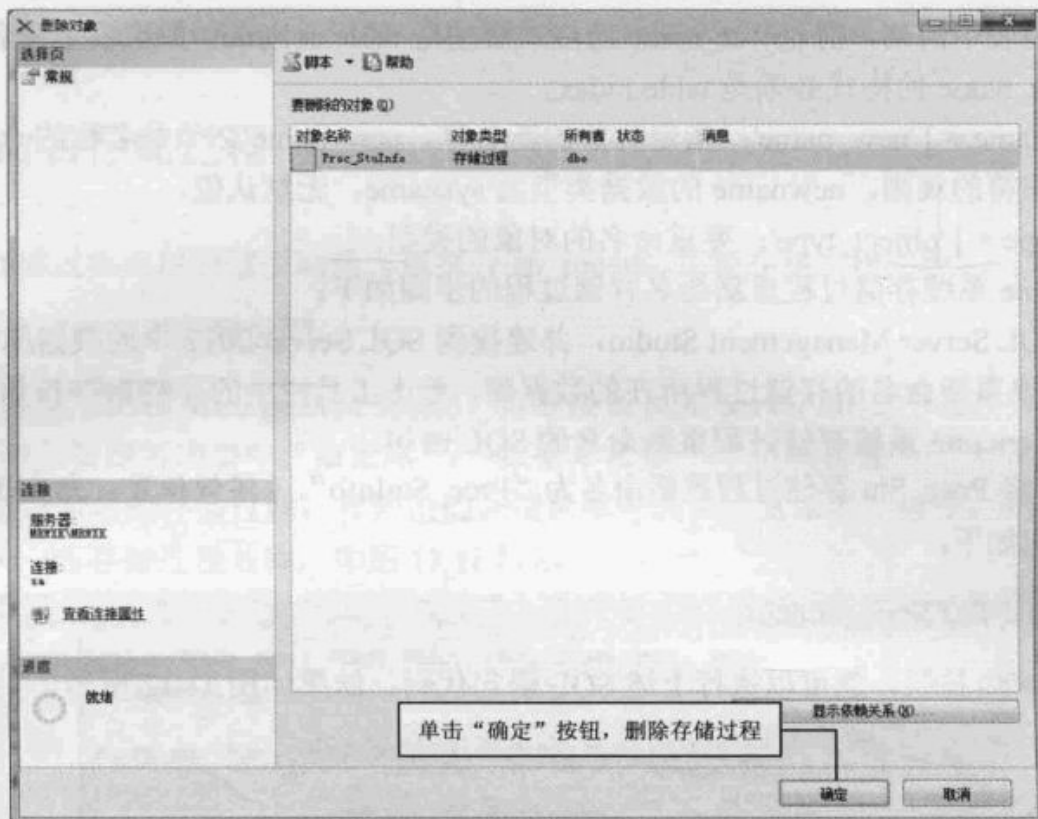 删除对象
选择页
常规
脚本 帮助
要删除的对象(Q)
对象名称 对象类型 所有者 状态 消息
Proc_StuInfo 存储过程 dbo
连接
服务器:
MRYXK\MRYXK
连接:
sa
查看连接属性
进度
就绪
显示依赖关系(H)
单击“确定”按钮，删除存储过程
确定 取消